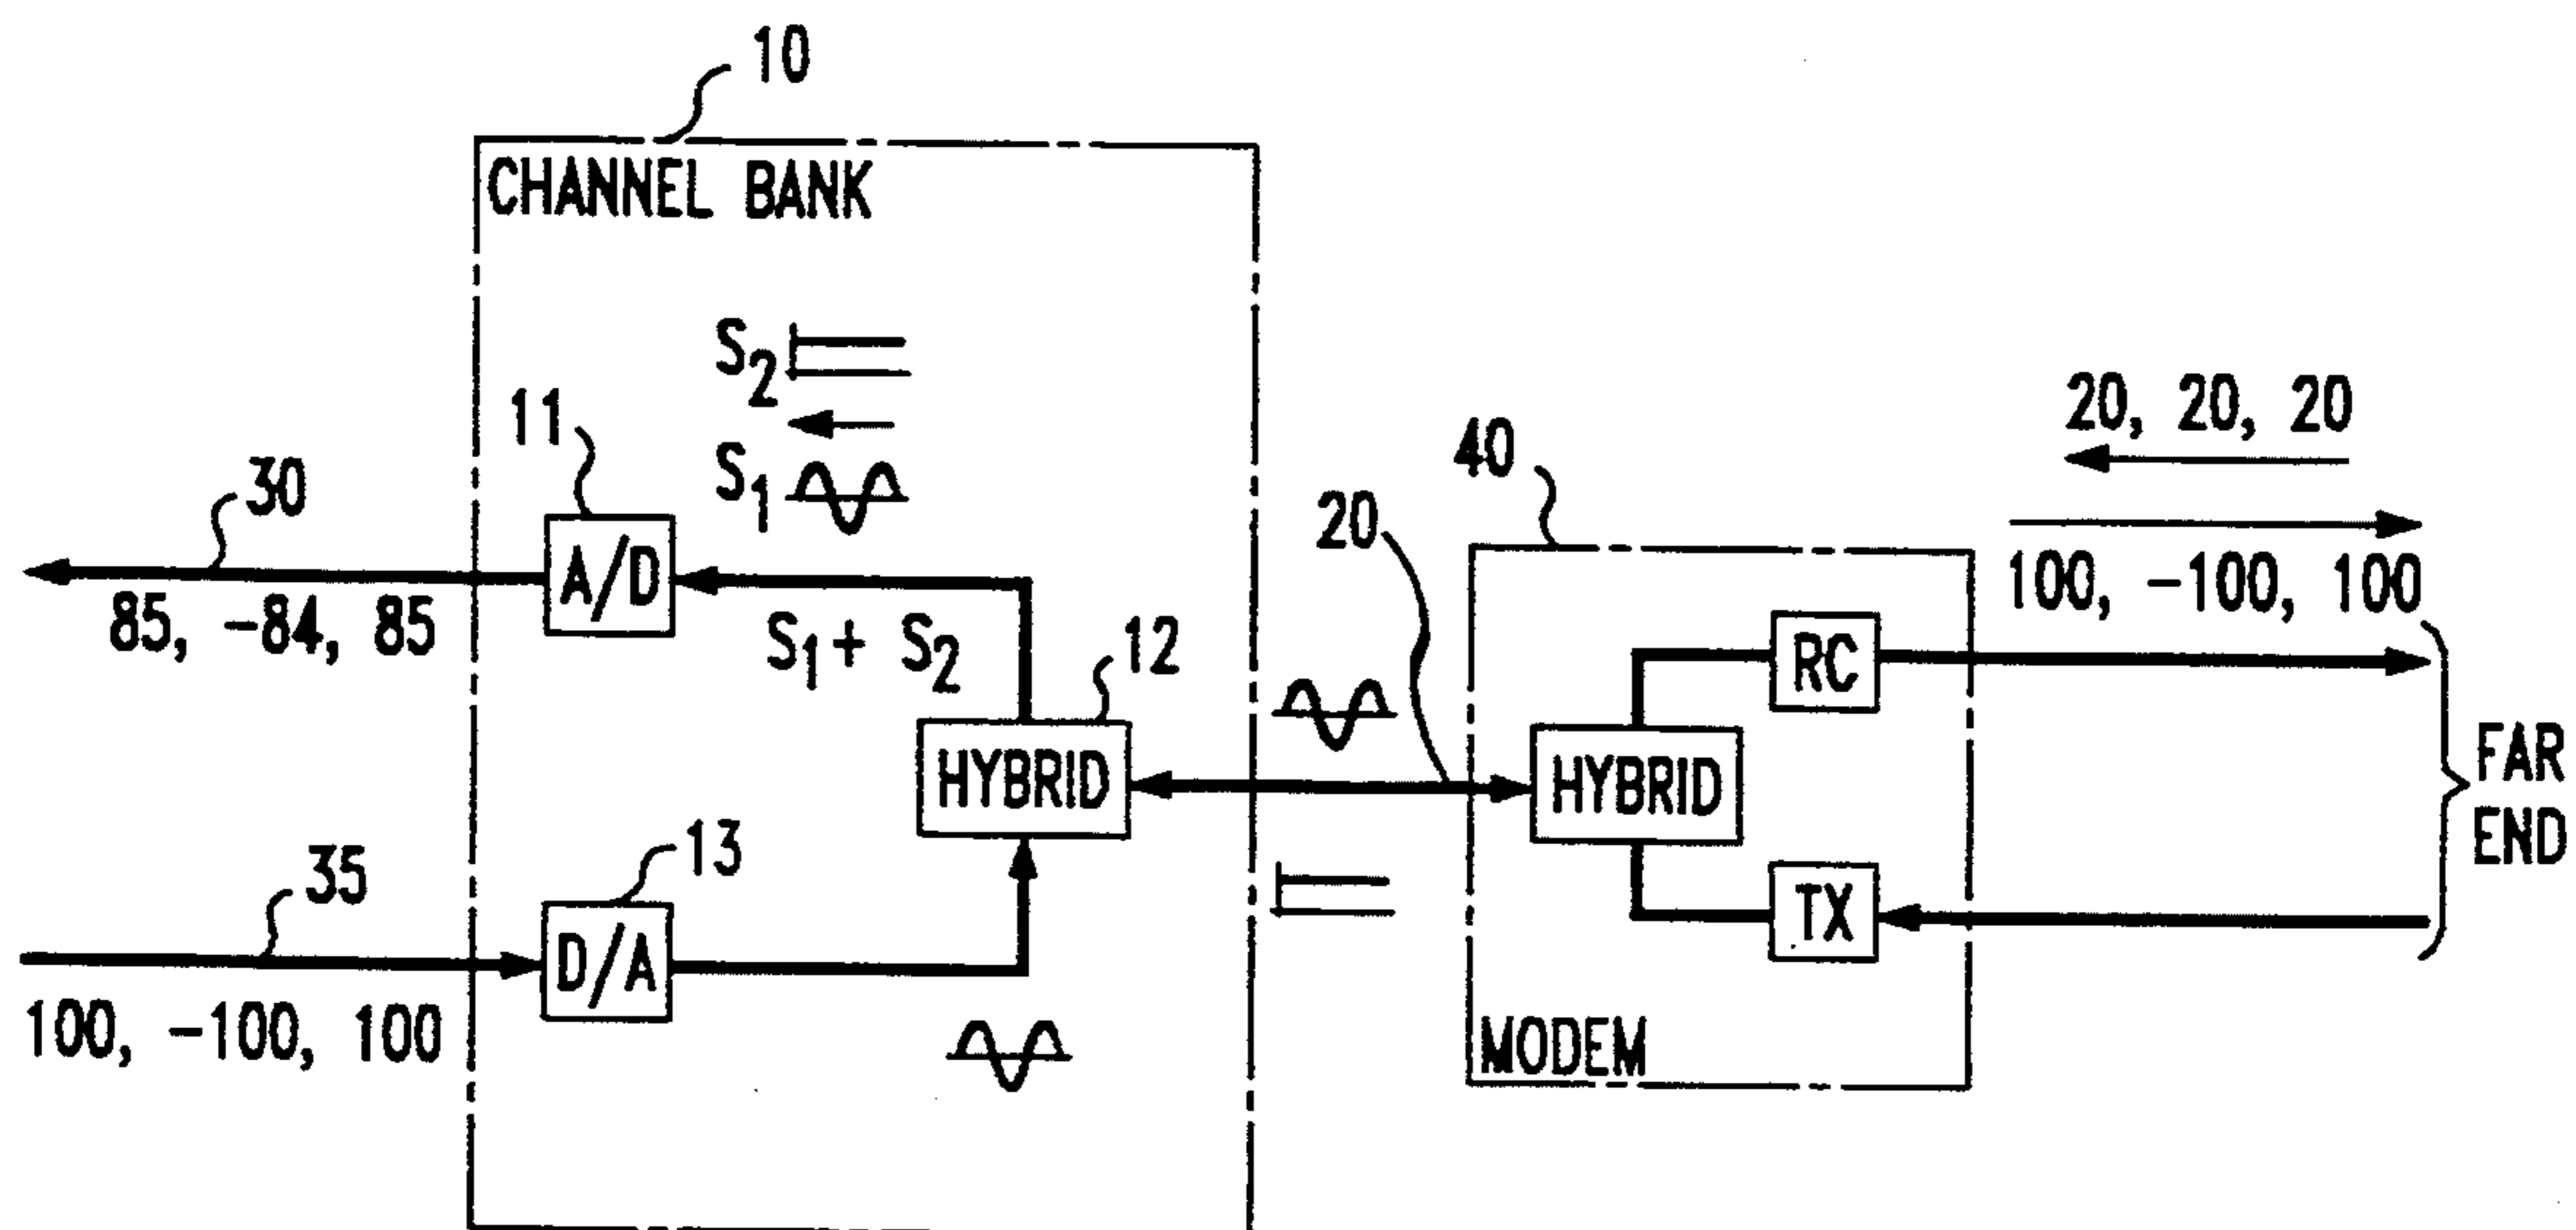 10
CHANNEL BANK
S2
S1
11
30
A/D
85, -84, 85
S1 + S2
12
HYBRID
13
35
D/A
100, -100, 100
20
40
20, 20, 20
100, -100, 100
RC
HYBRID
TX
MODEM
FAR
END